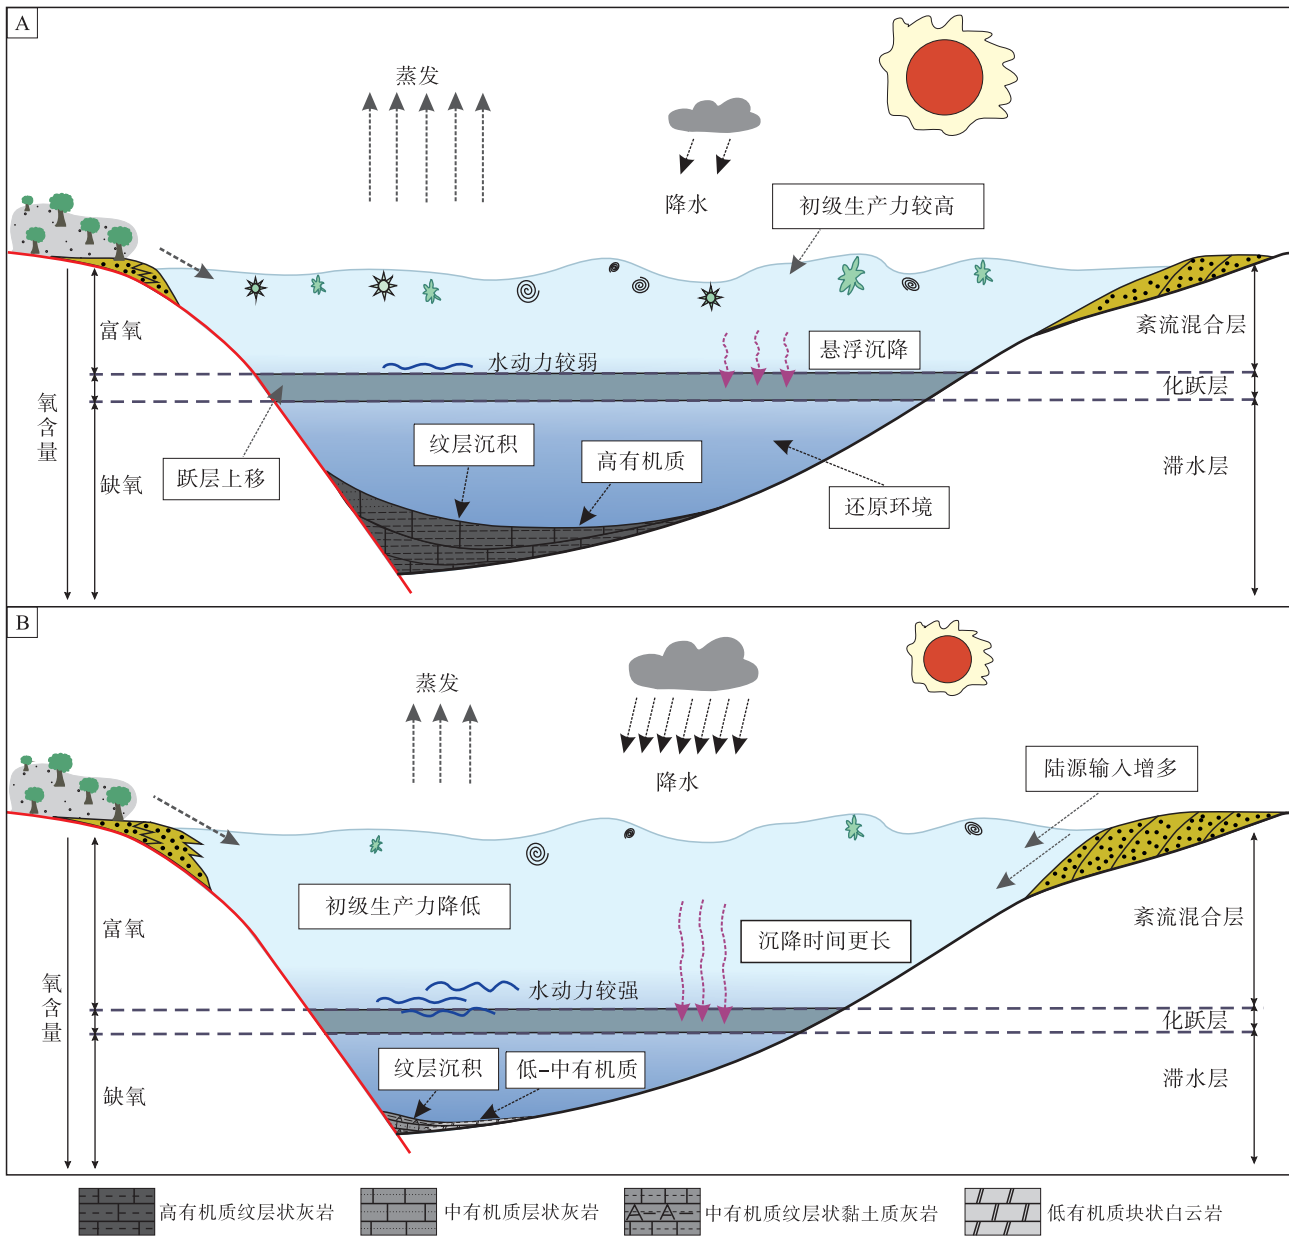 A
蒸发
降水
初级生产力较高
富氧
紊流混合层
水动力较弱
悬浮沉降
化跃层
氧含量
跃层上移
纹层沉积
高有机质
还原环境
缺氧
滞水层
B
蒸发
降水
陆源输入增多
初级生产力降低
富氧
紊流混合层
沉降时间更长
水动力较强
氧含量
化跃层
纹层沉积
低-中有机质
缺氧
滞水层
高有机质纹层状灰岩
中有机质层状灰岩
中有机质纹层状黏土质灰岩
低有机质块状白云岩